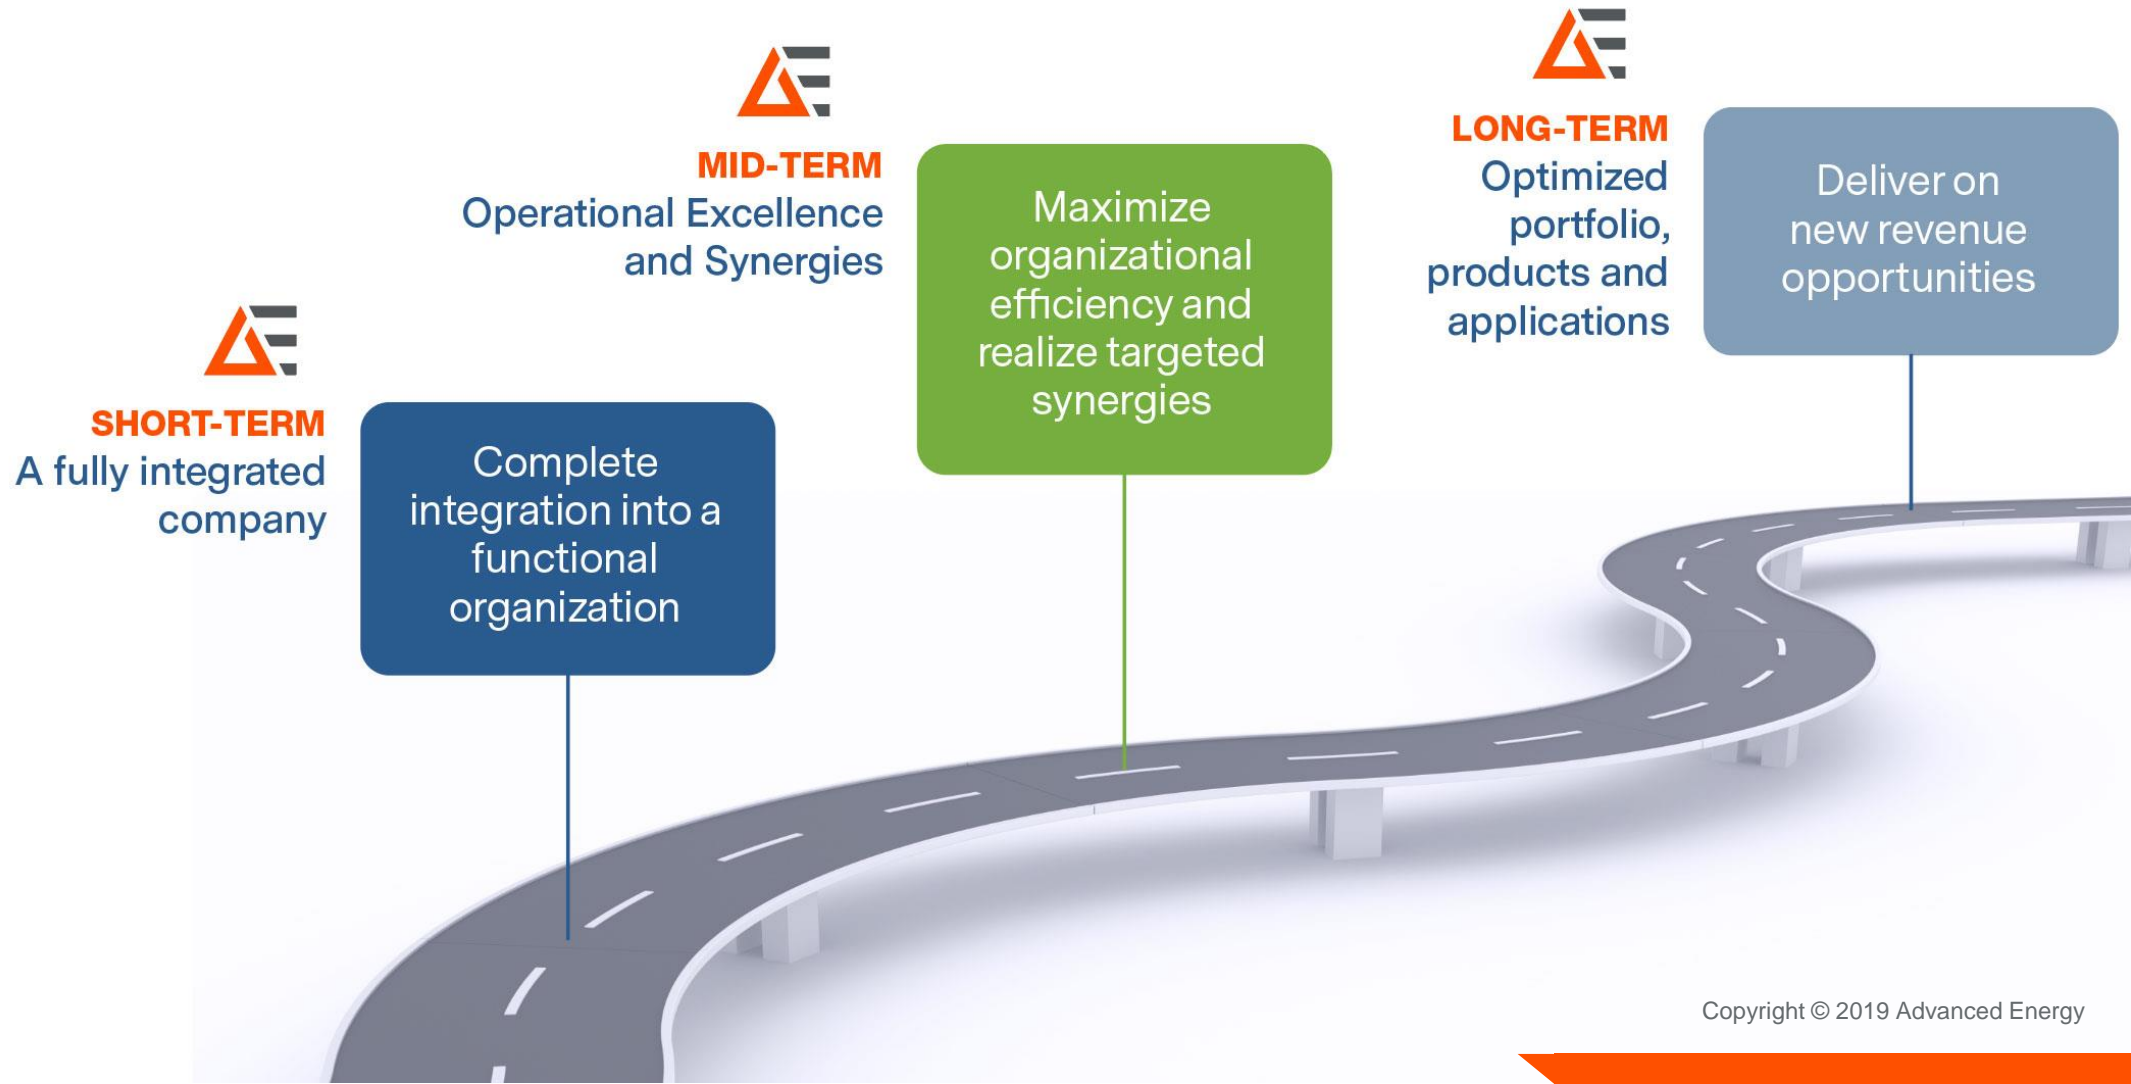 SHORT-TERM
A fully integrated
company
Complete
integration into a
functional
organization
MID-TERM
Operational Excellence
and Synergies
Maximize
organizational
efficiency and
realize targeted
synergies
LONG-TERM
Optimized
portfolio,
products and
applications
Deliver on
new revenue
opportunities
Copyright © 2019 Advanced Energy